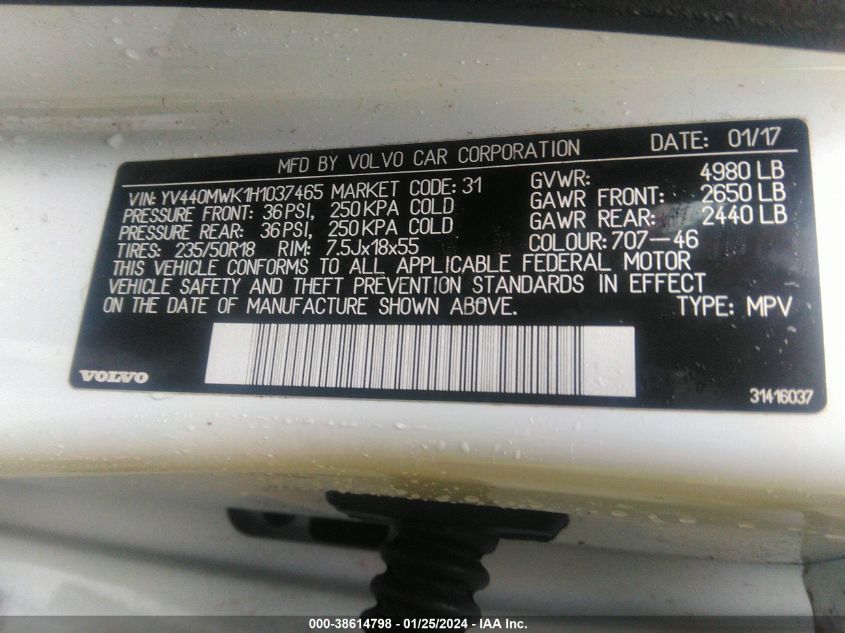 MFD BY VOLVO CAR CORPORATION DATE: 01/17
VIN: YV440MWK1H1037465 MARKET CODE: 31 GVWR: 4980 LB
PRESSURE FRONT: 36PSI, 250KPA COLD GAWR FRONT: 2650 LB
PRESSURE REAR: 36PSI, 250KPA COLD GAWR REAR: 2440 LB
TIRES: 235/50R18 RIM: 7.5Jx18x55 COLOUR: 707-46
THIS VEHICLE CONFORMS TO ALL APPLICABLE FEDERAL MOTOR
VEHICLE SAFETY AND THEFT PREVENTION STANDARDS IN EFFECT
ON THE DATE OF MANUFACTURE SHOWN ABOVE. TYPE: MPV
VOLVO 31416037
000-38614798 - 01/25/2024 - IAA Inc.